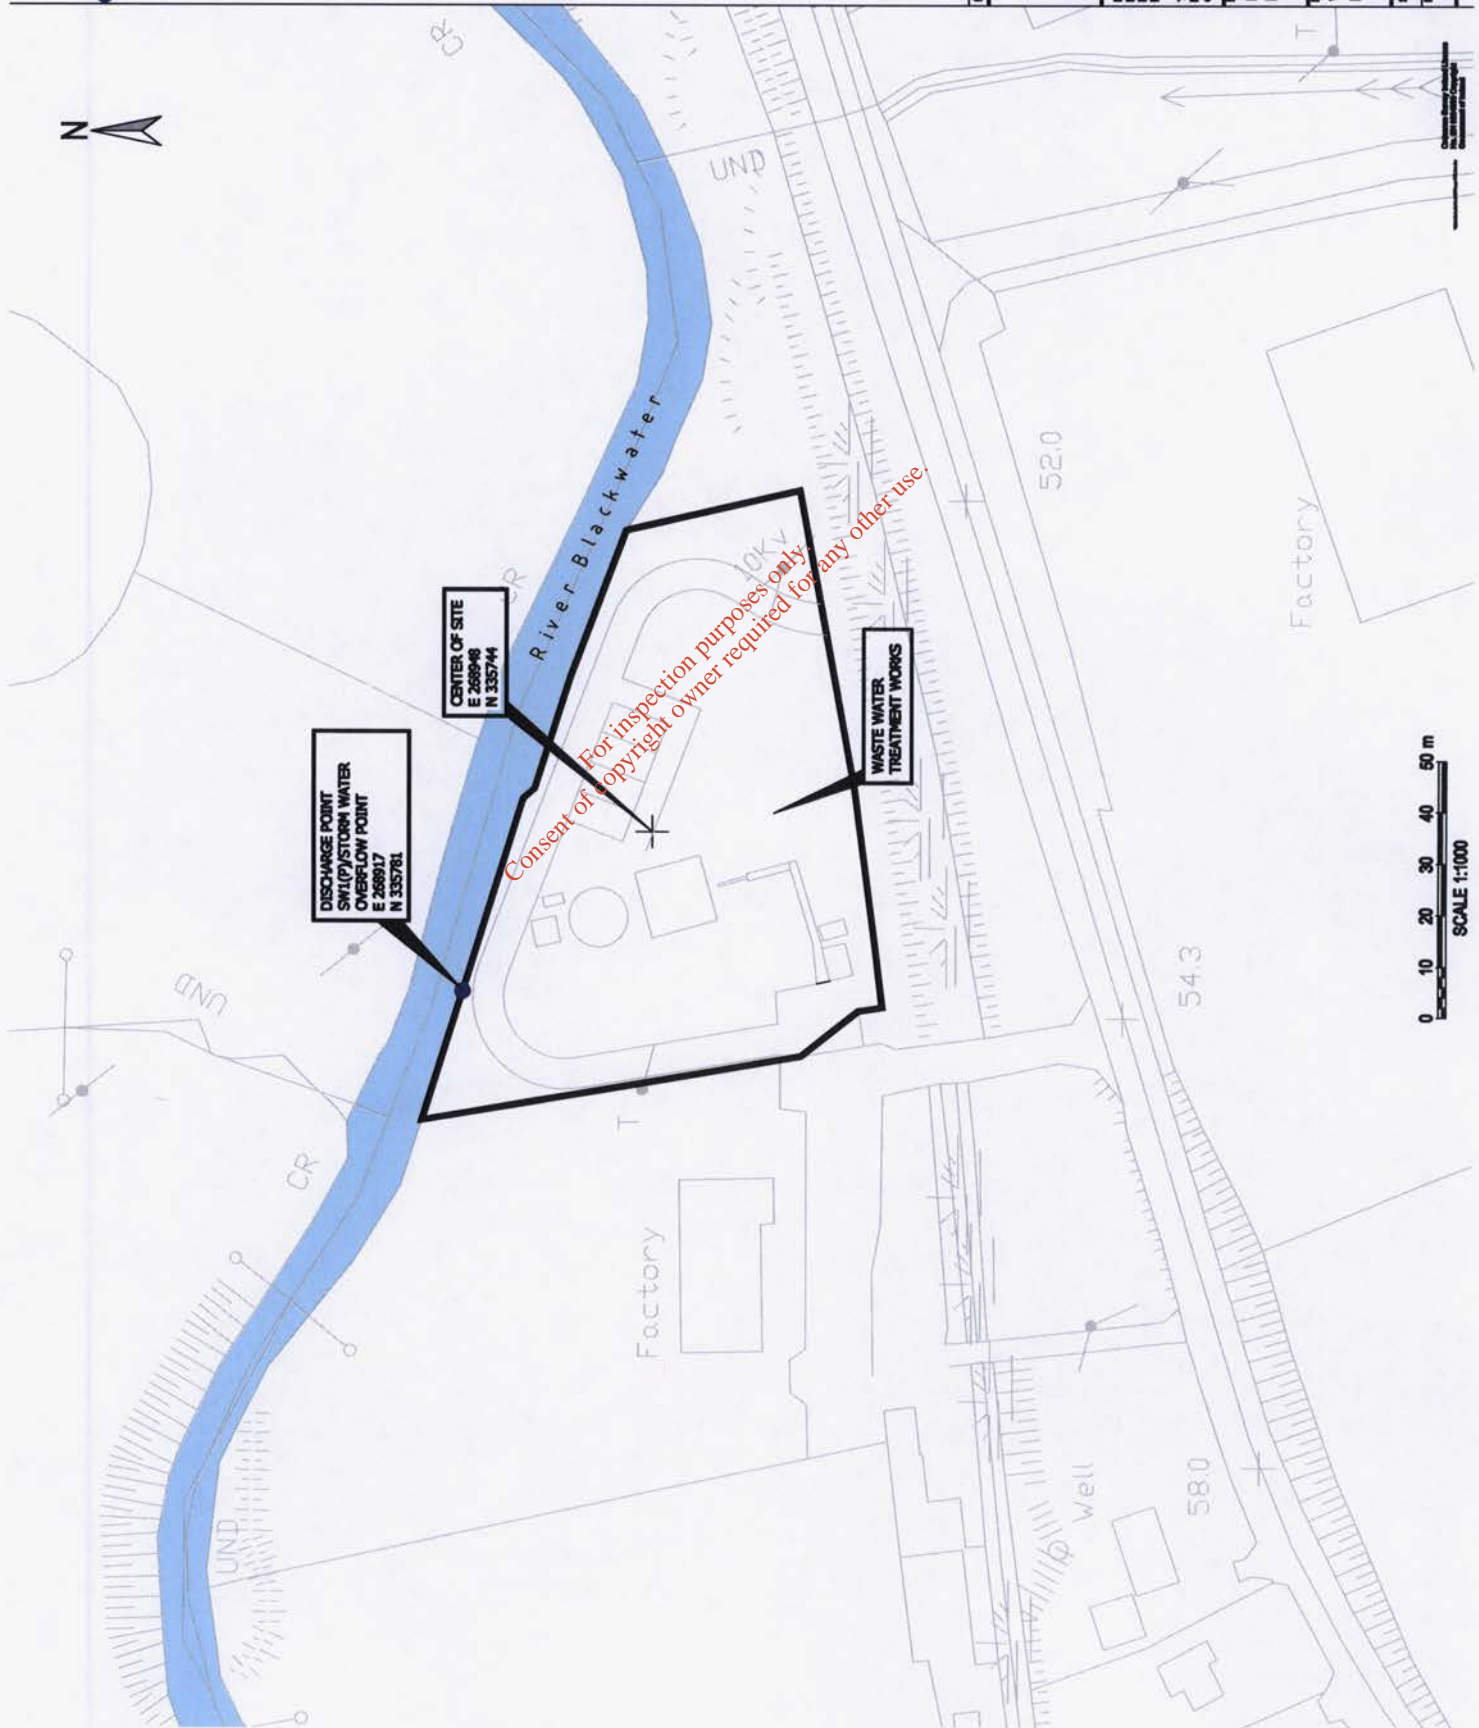 N
CR
UND
T
UND
CR
DISCHARGE POINT
SW1(P)/STORM WATER
OVERFLOW POINT
E 268917
N 335781
CENTER OF SITE
E 268948
N 335744
CR
River Blackwater
UND
CR
T
10Kv
WASTE WATER
TREATMENT WORKS
Factory
Factory
Well
52.0
54.3
58.0
For inspection purposes only.
Consent of copyright owner required for any other use.
T
0 10 20 30 40 50 m
SCALE 1:1000